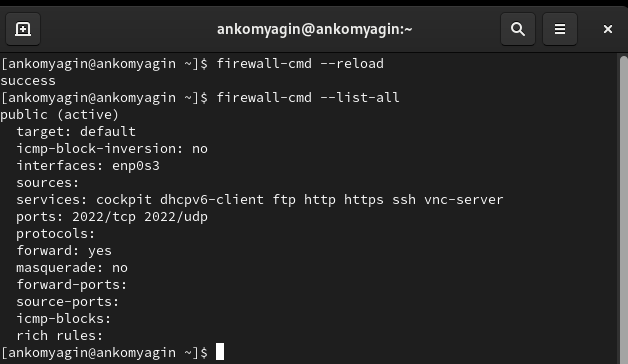 ankomyagin@ankomyagin:~
[ankomyagin@ankomyagin ~]$ firewall-cmd --reload
success
[ankomyagin@ankomyagin ~]$ firewall-cmd --list-all
public (active)
  target: default
  icmp-block-inversion: no
  interfaces: enp0s3
  sources:
  services: cockpit dhcpv6-client ftp http https ssh vnc-server
  ports: 2022/tcp 2022/udp
  protocols:
  forward: yes
  masquerade: no
  forward-ports:
  source-ports:
  icmp-blocks:
  rich rules:
[ankomyagin@ankomyagin ~]$